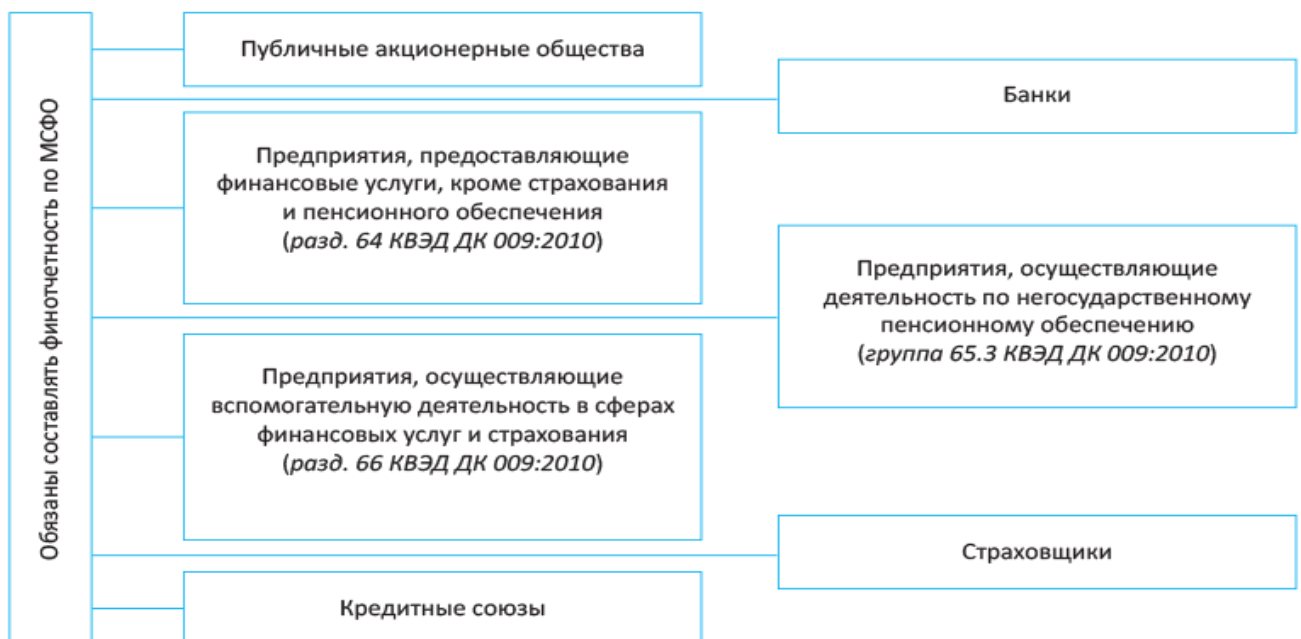 Обязаны составлять финотчетность по МСФО
Публичные акционерные общества
Банки
Предприятия, предоставляющие
финансовые услуги, кроме страхования
и пенсионного обеспечения
(разд. 64 КВЭД ДК 009:2010)
Предприятия, осуществляющие
деятельность по негосударственному
пенсионному обеспечению
(группа 65.3 КВЭД ДК 009:2010)
Предприятия, осуществляющие
вспомогательную деятельность в сферах
финансовых услуг и страхования
(разд. 66 КВЭД ДК 009:2010)
Страховщики
Кредитные союзы